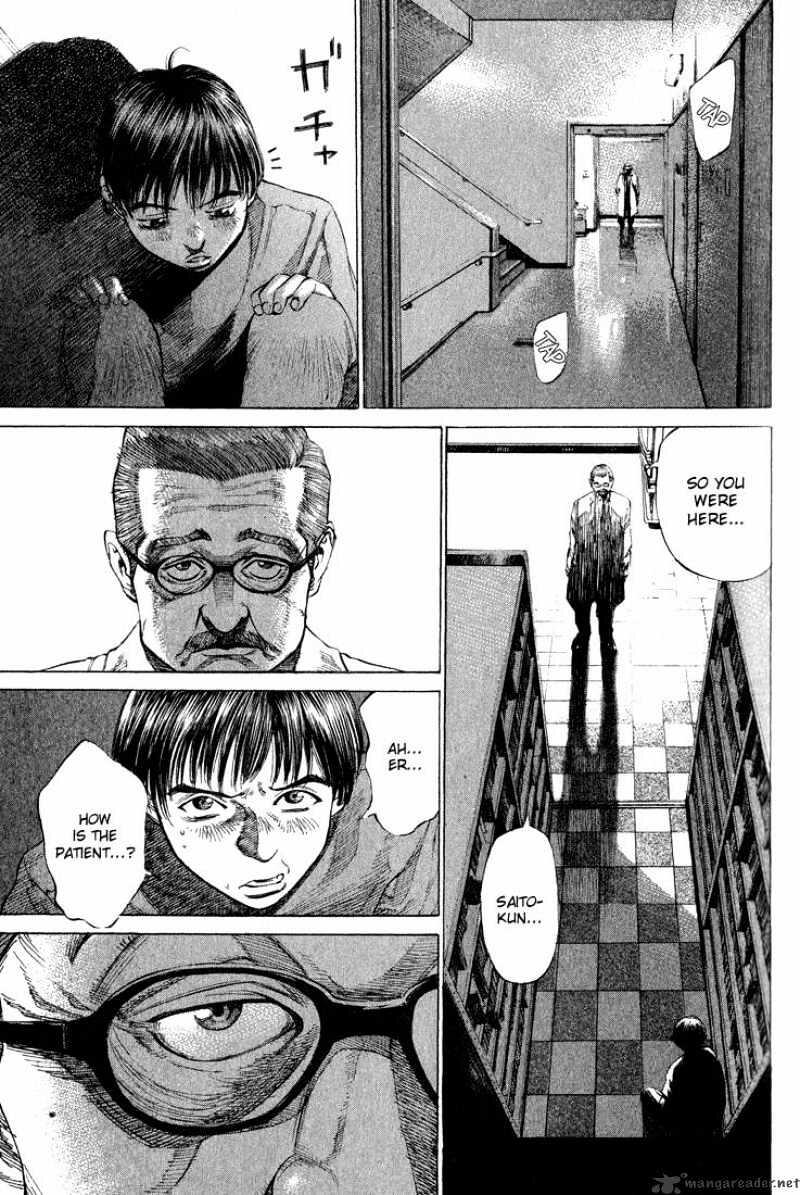 TAP
TAP
ガチャ
SO YOU
WERE
HERE...
SAITO-
KUN...
AH...
ER...
HOW
IS THE
PATIENT...?
mangareader.net